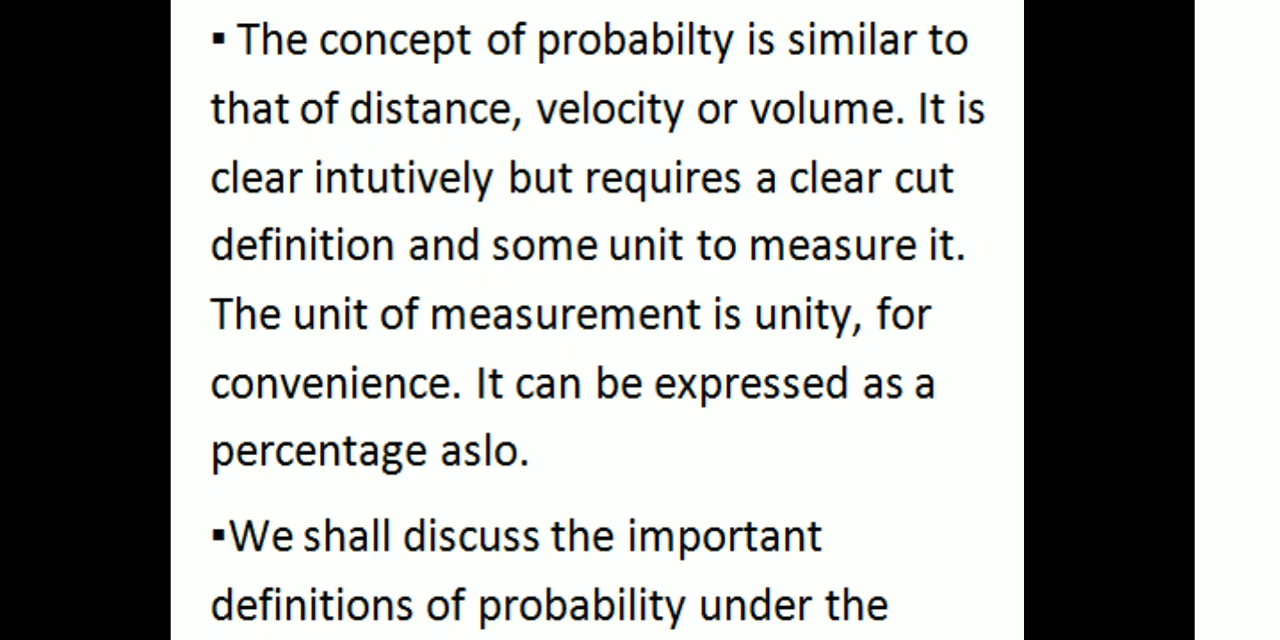 ▪ The concept of probabilty is similar to
that of distance, velocity or volume. It is
clear intutively but requires a clear cut
definition and some unit to measure it.
The unit of measurement is unity, for
convenience. It can be expressed as a
percentage aslo.
▪We shall discuss the important
definitions of probability under the